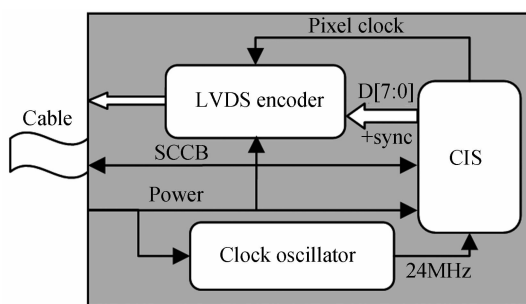 Pixel clock
LVDS encoder
D[7:0]
+sync
Cable
SCCB
CIS
Power
Clock oscillator
24MHz